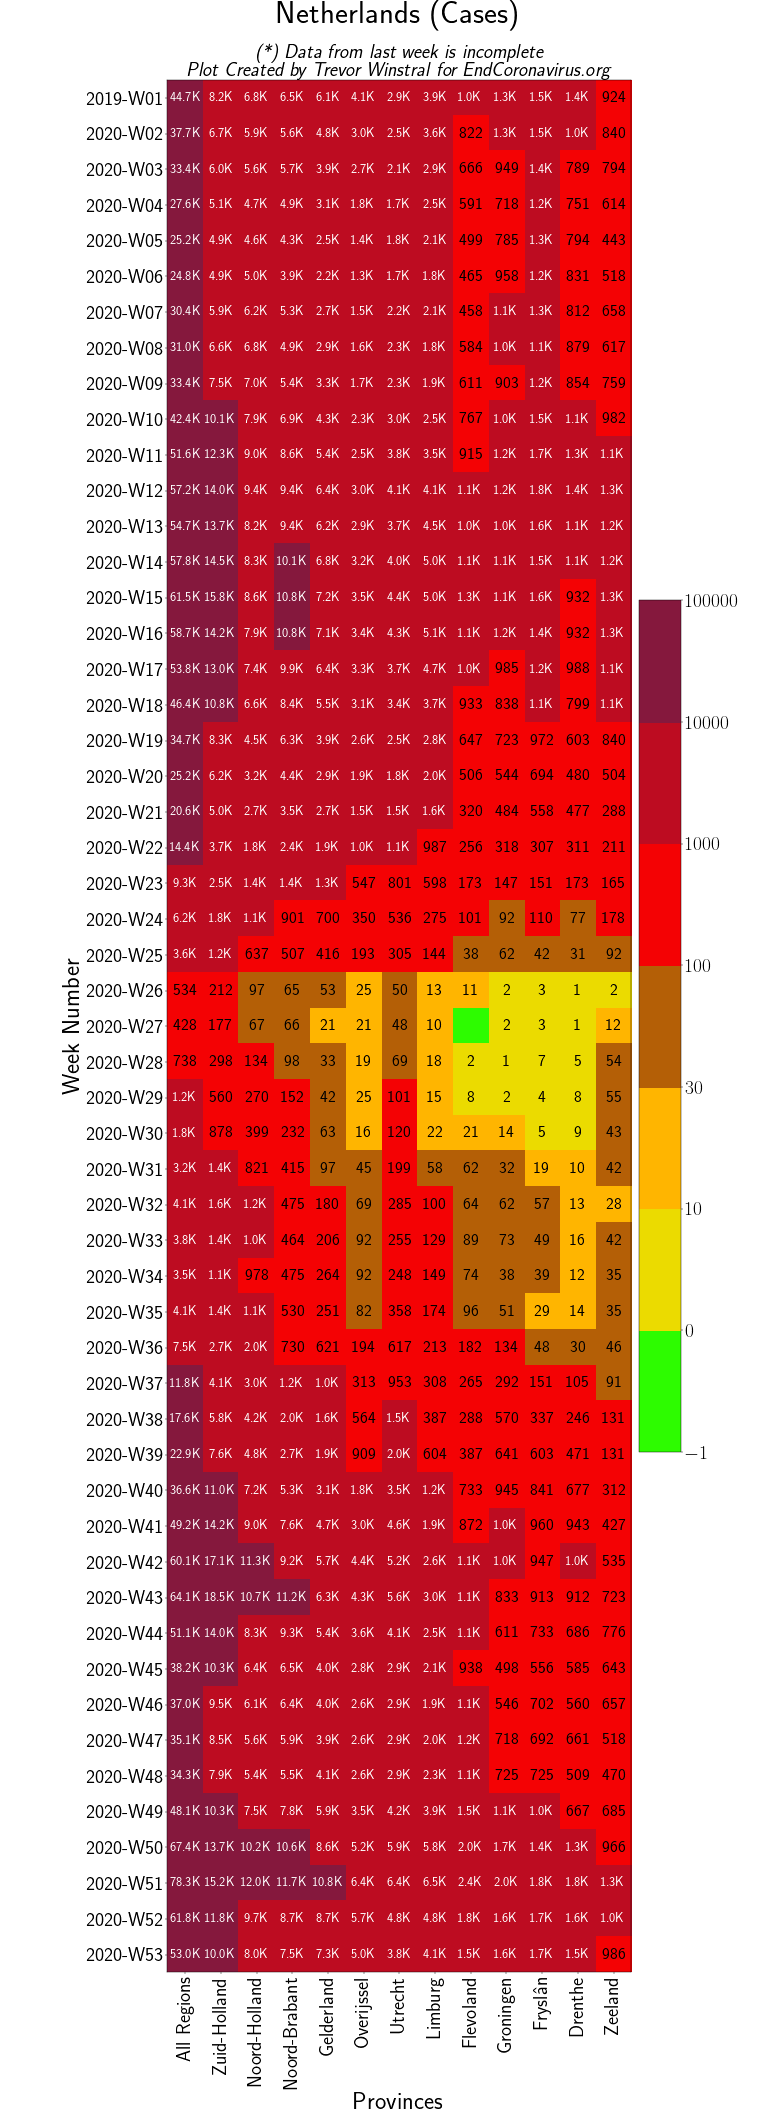 Netherlands (Cases)
(*) Data from last week is incomplete
Plot Created by Trevor Winstral for EndCoronavirus.org
2019-W01 44.7K 8.2K 6.8K 6.5K 6.1K 4.1K 2.9K 3.9K 1.0K 1.3K 1.5K 1.4K 924
2020-W02 37.7K 6.7K 5.9K 5.6K 4.8K 3.0K 2.5K 3.6K 822 1.3K 1.5K 1.0K 840
2020-W03 33.4K 6.0K 5.6K 5.7K 3.9K 2.7K 2.1K 2.9K 666 949 1.4K 789 794
2020-W04 27.6K 5.1K 4.7K 4.9K 3.1K 1.8K 1.7K 2.5K 591 718 1.2K 751 614
2020-W05 25.2K 4.9K 4.6K 4.3K 2.5K 1.4K 1.8K 2.1K 499 785 1.3K 794 443
2020-W06 24.8K 4.9K 5.0K 3.9K 2.2K 1.3K 1.7K 1.8K 465 958 1.2K 831 518
2020-W07 30.4K 5.9K 6.2K 5.3K 2.7K 1.5K 2.2K 2.1K 458 1.1K 1.3K 812 658
2020-W08 31.0K 6.6K 6.8K 4.9K 2.9K 1.6K 2.3K 1.8K 584 1.0K 1.1K 879 617
2020-W09 33.4K 7.5K 7.0K 5.4K 3.3K 1.7K 2.3K 1.9K 611 903 1.2K 854 759
2020-W10 42.4K 10.1K 7.9K 6.9K 4.3K 2.3K 3.0K 2.5K 767 1.0K 1.5K 1.1K 982
2020-W11 51.6K 12.3K 9.0K 8.6K 5.4K 2.5K 3.8K 3.5K 915 1.2K 1.7K 1.3K 1.1K
2020-W12 57.2K 14.0K 9.4K 9.4K 6.4K 3.0K 4.1K 4.1K 1.1K 1.2K 1.8K 1.4K 1.3K
2020-W13 54.7K 13.7K 8.2K 9.4K 6.2K 2.9K 3.7K 4.5K 1.0K 1.0K 1.6K 1.1K 1.2K
2020-W14 57.8K 14.5K 8.3K 10.1K 6.8K 3.2K 4.0K 5.0K 1.1K 1.1K 1.5K 1.1K 1.2K
2020-W15 61.5K 15.8K 8.6K 10.8K 7.2K 3.5K 4.4K 5.0K 1.3K 1.1K 1.6K 932 1.3K
2020-W16 58.7K 14.2K 7.9K 10.8K 7.1K 3.4K 4.3K 5.1K 1.1K 1.2K 1.4K 932 1.3K
2020-W17 53.8K 13.0K 7.4K 9.9K 6.4K 3.3K 3.7K 4.7K 1.0K 985 1.2K 988 1.1K
2020-W18 46.4K 10.8K 6.6K 8.4K 5.5K 3.1K 3.4K 3.7K 933 838 1.1K 799 1.1K
2020-W19 34.7K 8.3K 4.5K 6.3K 3.9K 2.6K 2.5K 2.8K 647 723 972 603 840
2020-W20 25.2K 6.2K 3.2K 4.4K 2.9K 1.9K 1.8K 2.0K 506 544 694 480 504
2020-W21 20.6K 5.0K 2.7K 3.5K 2.7K 1.5K 1.5K 1.6K 320 484 558 477 288
2020-W22 14.4K 3.7K 1.8K 2.4K 1.9K 1.0K 1.1K 987 256 318 307 311 211
2020-W23 9.3K 2.5K 1.4K 1.4K 1.3K 547 801 598 173 147 151 173 165
2020-W24 6.2K 1.8K 1.1K 901 700 350 536 275 101 92 110 77 178
2020-W25 3.6K 1.2K 637 507 416 193 305 144 38 62 42 31 92
2020-W26 534 212 97 65 53 25 50 13 11 2 3 1 2
2020-W27 428 177 67 66 21 21 48 10 2 3 1 12
2020-W28 738 298 134 98 33 19 69 18 2 1 7 5 54
2020-W29 1.2K 560 270 152 42 25 101 15 8 2 4 8 55
2020-W30 1.8K 878 399 232 63 16 120 22 21 14 5 9 43
2020-W31 3.2K 1.4K 821 415 97 45 199 58 62 32 19 10 42
2020-W32 4.1K 1.6K 1.2K 475 180 69 285 100 64 62 57 13 28
2020-W33 3.8K 1.4K 1.0K 464 206 92 255 129 89 73 49 16 42
2020-W34 3.5K 1.1K 978 475 264 92 248 149 74 38 39 12 35
2020-W35 4.1K 1.4K 1.1K 530 251 82 358 174 96 51 29 14 35
2020-W36 7.5K 2.7K 2.0K 730 621 194 617 213 182 134 48 30 46
2020-W37 11.8K 4.1K 3.0K 1.2K 1.0K 313 953 308 265 292 151 105 91
2020-W38 17.6K 5.8K 4.2K 2.0K 1.6K 564 1.5K 387 288 570 337 246 131
2020-W39 22.9K 7.6K 4.8K 2.7K 1.9K 909 2.0K 604 387 641 603 471 131
2020-W40 36.6K 11.0K 7.2K 5.3K 3.1K 1.8K 3.5K 1.2K 733 945 841 677 312
2020-W41 49.2K 14.2K 9.0K 7.6K 4.7K 3.0K 4.6K 1.9K 872 1.0K 960 943 427
2020-W42 60.1K 17.1K 11.3K 9.2K 5.7K 4.4K 5.2K 2.6K 1.1K 1.0K 947 1.0K 535
2020-W43 64.1K 18.5K 10.7K 11.2K 6.3K 4.3K 5.6K 3.0K 1.1K 833 913 912 723
2020-W44 51.1K 14.0K 8.3K 9.3K 5.4K 3.6K 4.1K 2.5K 1.1K 611 733 686 776
2020-W45 38.2K 10.3K 6.4K 6.5K 4.0K 2.8K 2.9K 2.1K 938 498 556 585 643
2020-W46 37.0K 9.5K 6.1K 6.4K 4.0K 2.6K 2.9K 1.9K 1.1K 546 702 560 657
2020-W47 35.1K 8.5K 5.6K 5.9K 3.9K 2.6K 2.9K 2.0K 1.2K 718 692 661 518
2020-W48 34.3K 7.9K 5.4K 5.5K 4.1K 2.6K 2.9K 2.3K 1.1K 725 725 509 470
2020-W49 48.1K 10.3K 7.5K 7.8K 5.9K 3.5K 4.2K 3.9K 1.5K 1.1K 1.0K 667 685
2020-W50 67.4K 13.7K 10.2K 10.6K 8.6K 5.2K 5.9K 5.8K 2.0K 1.7K 1.4K 1.3K 966
2020-W51 78.3K 15.2K 12.0K 11.7K 10.8K 6.4K 6.4K 6.5K 2.4K 2.0K 1.8K 1.8K 1.3K
2020-W52 61.8K 11.8K 9.7K 8.7K 8.7K 5.7K 4.8K 4.8K 1.8K 1.6K 1.7K 1.6K 1.0K
2020-W53 53.0K 10.0K 8.0K 7.5K 7.3K 5.0K 3.8K 4.1K 1.5K 1.6K 1.7K 1.5K 986
Week Number
All Regions
Zuid-Holland
Noord-Holland
Noord-Brabant
Gelderland
Overijssel
Utrecht
Limburg
Flevoland
Groningen
Fryslân
Drenthe
Zeeland
Provinces
100000
10000
1000
100
30
10
0
−1